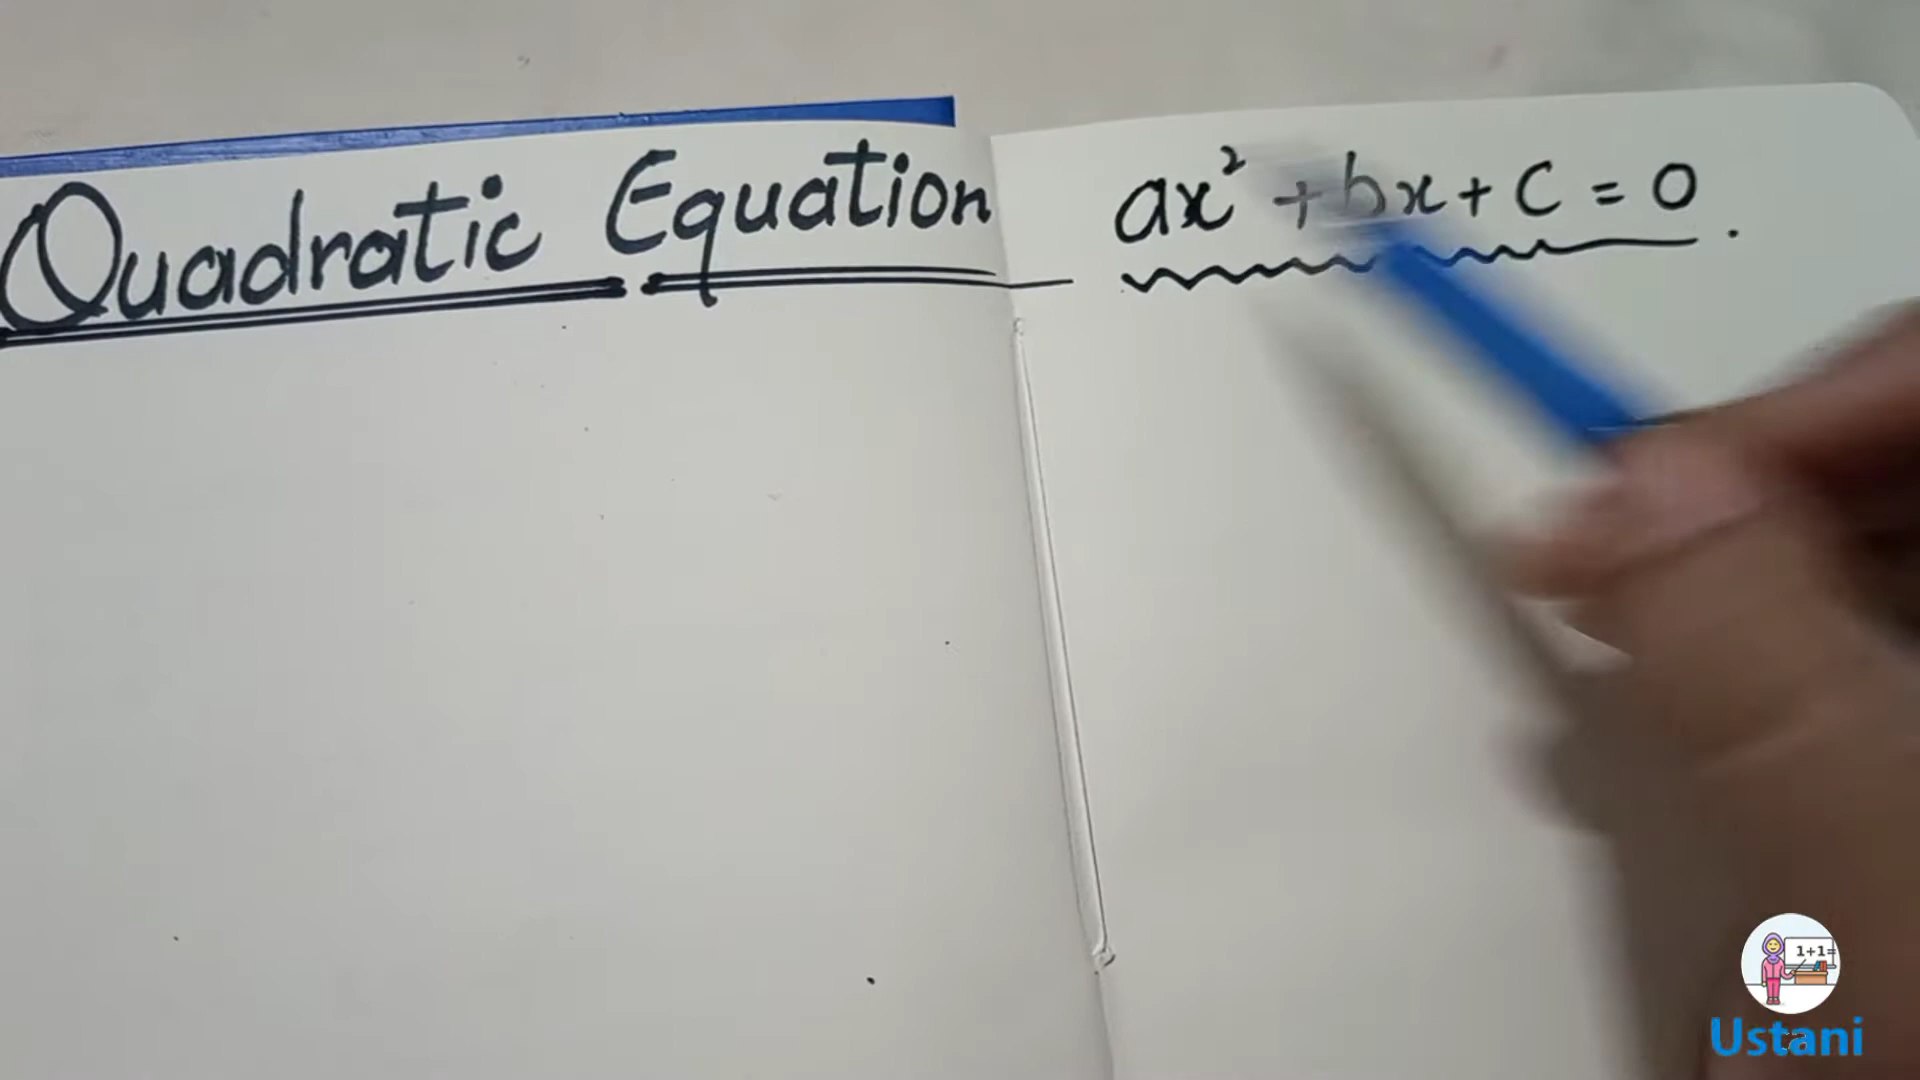 Quadratic Equation
ax² + bx + c = 0.
1+1=
Ustani